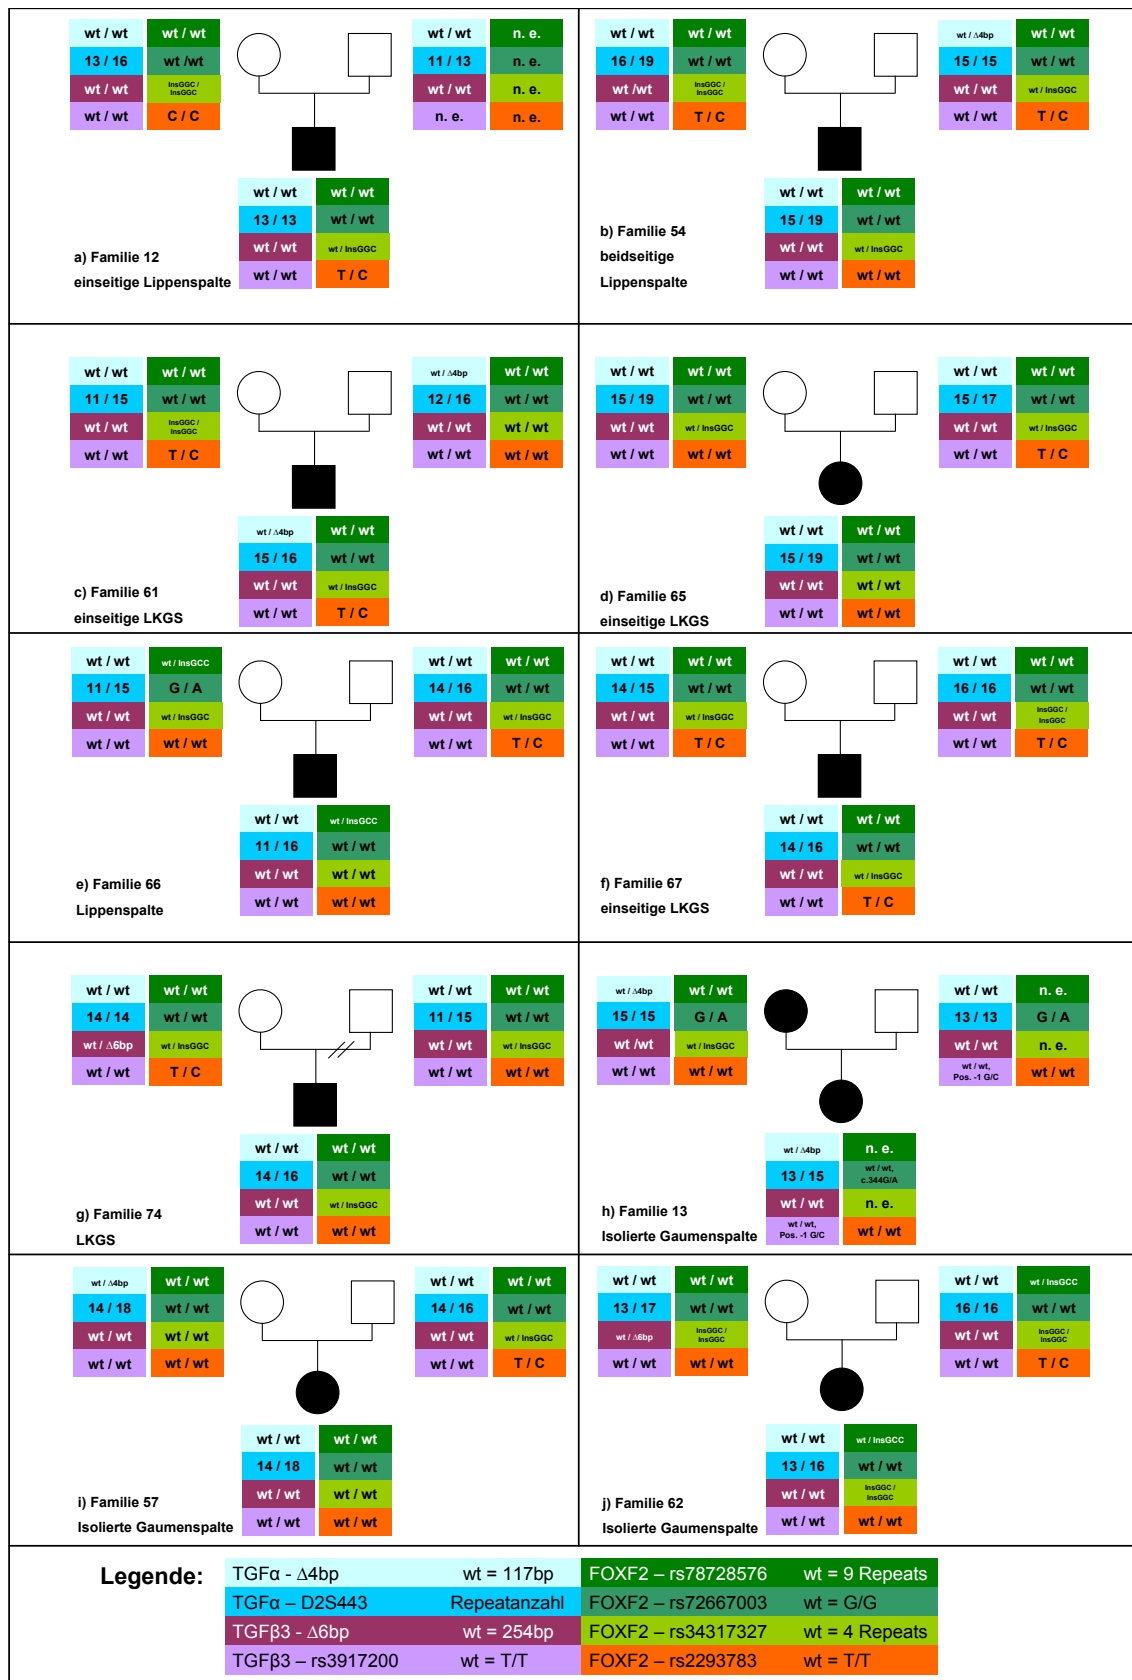 wt / wt wt / wt wt / wt n. e.
13 / 16 wt /wt 11 / 13 n. e.
wt / wt InsGGC / InsGGC wt / wt n. e.
wt / wt C / C n. e. n. e.
wt / wt wt / wt
13 / 13 wt / wt
wt / wt wt / InsGGC
wt / wt T / C
a) Familie 12
einseitige Lippenspalte
wt / wt wt / wt wt / Δ4bp wt / wt
16 / 19 wt / wt 15 / 15 wt / wt
wt /wt InsGGC / InsGGC wt / wt wt / InsGGC
wt / wt T / C wt / wt T / C
wt / wt wt / wt
15 / 19 wt / wt
wt / wt wt / InsGGC
wt / wt wt / wt
b) Familie 54
beidseitige
Lippenspalte
wt / wt wt / wt wt / Δ4bp wt / wt
11 / 15 wt / wt 12 / 16 wt / wt
wt / wt InsGGC / InsGGC wt / wt wt / wt
wt / wt T / C wt / wt wt / wt
wt / Δ4bp wt / wt
15 / 16 wt / wt
wt / wt wt / InsGGC
wt / wt T / C
c) Familie 61
einseitige LKGS
wt / wt wt / wt wt / wt wt / wt
15 / 19 wt / wt 15 / 17 wt / wt
wt / wt wt / InsGGC wt / wt wt / InsGGC
wt / wt wt / wt wt / wt T / C
wt / wt wt / wt
15 / 19 wt / wt
wt / wt wt / wt
wt / wt wt / wt
d) Familie 65
einseitige LKGS
wt / wt wt / InsGCC wt / wt wt / wt
11 / 15 G / A 14 / 16 wt / wt
wt / wt wt / InsGGC wt / wt wt / InsGGC
wt / wt wt / wt wt / wt T / C
wt / wt wt / InsGCC
11 / 16 wt / wt
wt / wt wt / wt
wt / wt wt / wt
e) Familie 66
Lippenspalte
wt / wt wt / wt wt / wt wt / wt
14 / 15 wt / wt 16 / 16 wt / wt
wt / wt wt / InsGGC wt / wt InsGGC / InsGGC
wt / wt T / C wt / wt T / C
wt / wt wt / wt
14 / 16 wt / wt
wt / wt wt / InsGGC
wt / wt T / C
f) Familie 67
einseitige LKGS
wt / wt wt / wt wt / wt wt / wt
14 / 14 wt / wt 11 / 15 wt / wt
wt / Δ6bp wt / InsGGC wt / wt wt / InsGGC
wt / wt T / C wt / wt wt / wt
wt / wt wt / wt
14 / 16 wt / wt
wt / wt wt / InsGGC
wt / wt wt / wt
g) Familie 74
LKGS
wt / Δ4bp wt / wt wt / wt n. e.
15 / 15 G / A 13 / 13 G / A
wt /wt wt / InsGGC wt / wt n. e.
wt / wt wt / wt wt / wt, Pos. -1 G/C wt / wt
wt / Δ4bp n. e.
13 / 15 wt / wt, c.344G/A
wt / wt n. e.
wt / wt, Pos. -1 G/C wt / wt
h) Familie 13
Isolierte Gaumenspalte
wt / Δ4bp wt / wt wt / wt wt / wt
14 / 18 wt / wt 14 / 16 wt / wt
wt / wt wt / wt wt / wt wt / InsGGC
wt / wt wt / wt wt / wt T / C
wt / wt wt / wt
14 / 18 wt / wt
wt / wt wt / wt
wt / wt wt / wt
i) Familie 57
Isolierte Gaumenspalte
wt / wt wt / wt wt / wt wt / InsGCC
13 / 17 wt / wt 16 / 16 wt / wt
wt / Δ6bp InsGGC / InsGGC wt / wt InsGGC / InsGGC
wt / wt wt / wt wt / wt T / C
wt / wt wt / InsGCC
13 / 16 wt / wt
wt / wt InsGGC / InsGGC
wt / wt wt / wt
j) Familie 62
Isolierte Gaumenspalte
Legende:
TGFα - Δ4bp wt = 117bp FOXF2 – rs78728576 wt = 9 Repeats
TGFα – D2S443 Repeatanzahl FOXF2 – rs72667003 wt = G/G
TGFβ3 - Δ6bp wt = 254bp FOXF2 – rs34317327 wt = 4 Repeats
TGFβ3 – rs3917200 wt = T/T FOXF2 – rs2293783 wt = T/T